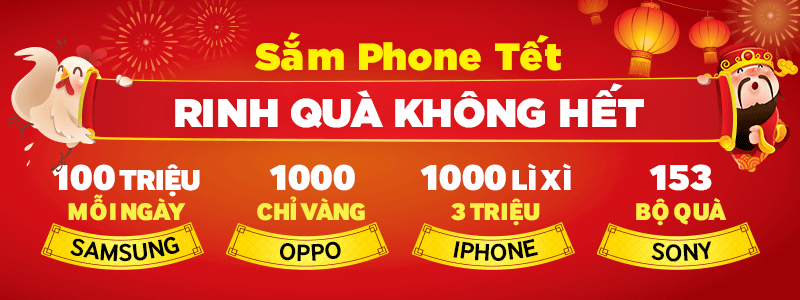 Sắm Phone Tết
RINH QUÀ KHÔNG HẾT
100 TRIỆU
MỖI NGÀY
SAMSUNG
1000
CHỈ VÀNG
OPPO
1000 LÌ XÌ
3 TRIỆU
IPHONE
153
BỘ QUÀ
SONY